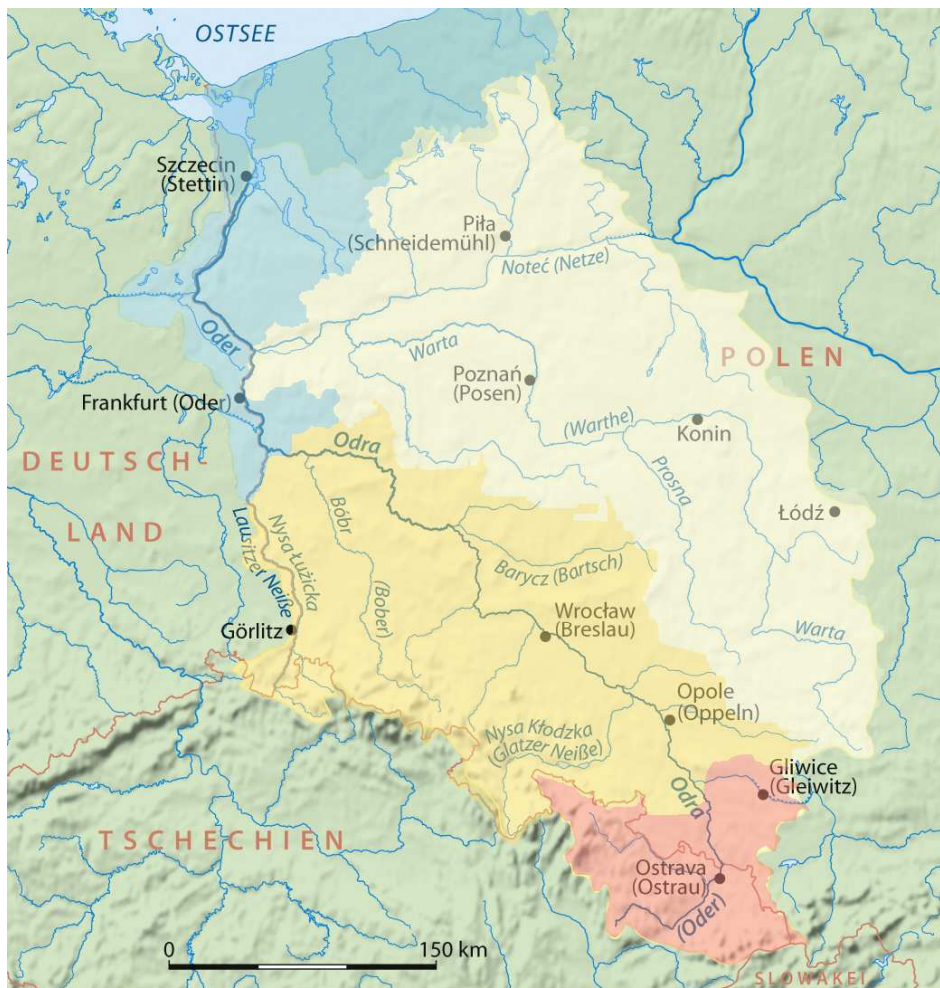 OSTSEE
Szczecin
(Stettin)
Piła
(Schneidemühl)
Noteć (Netze)
Oder
Warta
POLEN
Poznań
(Posen)
Frankfurt (Oder)
(Warthe)
Konin
Odra
DEUTSCH-
LAND
Prosna
Bóbr
Łódź
Lausitzer Neiße
Nysa Łużicka
Barycz (Bartsch)
(Bober)
Wrocław
(Breslau)
Görlitz
Warta
Opole
(Oppeln)
Nysa Kłodzka
(Glatzer Neiße)
Gliwice
(Gleiwitz)
Odra
TSCHECHIEN
Ostrava
(Ostrau)
(Oder)
0 150 km
SLOWAKEI